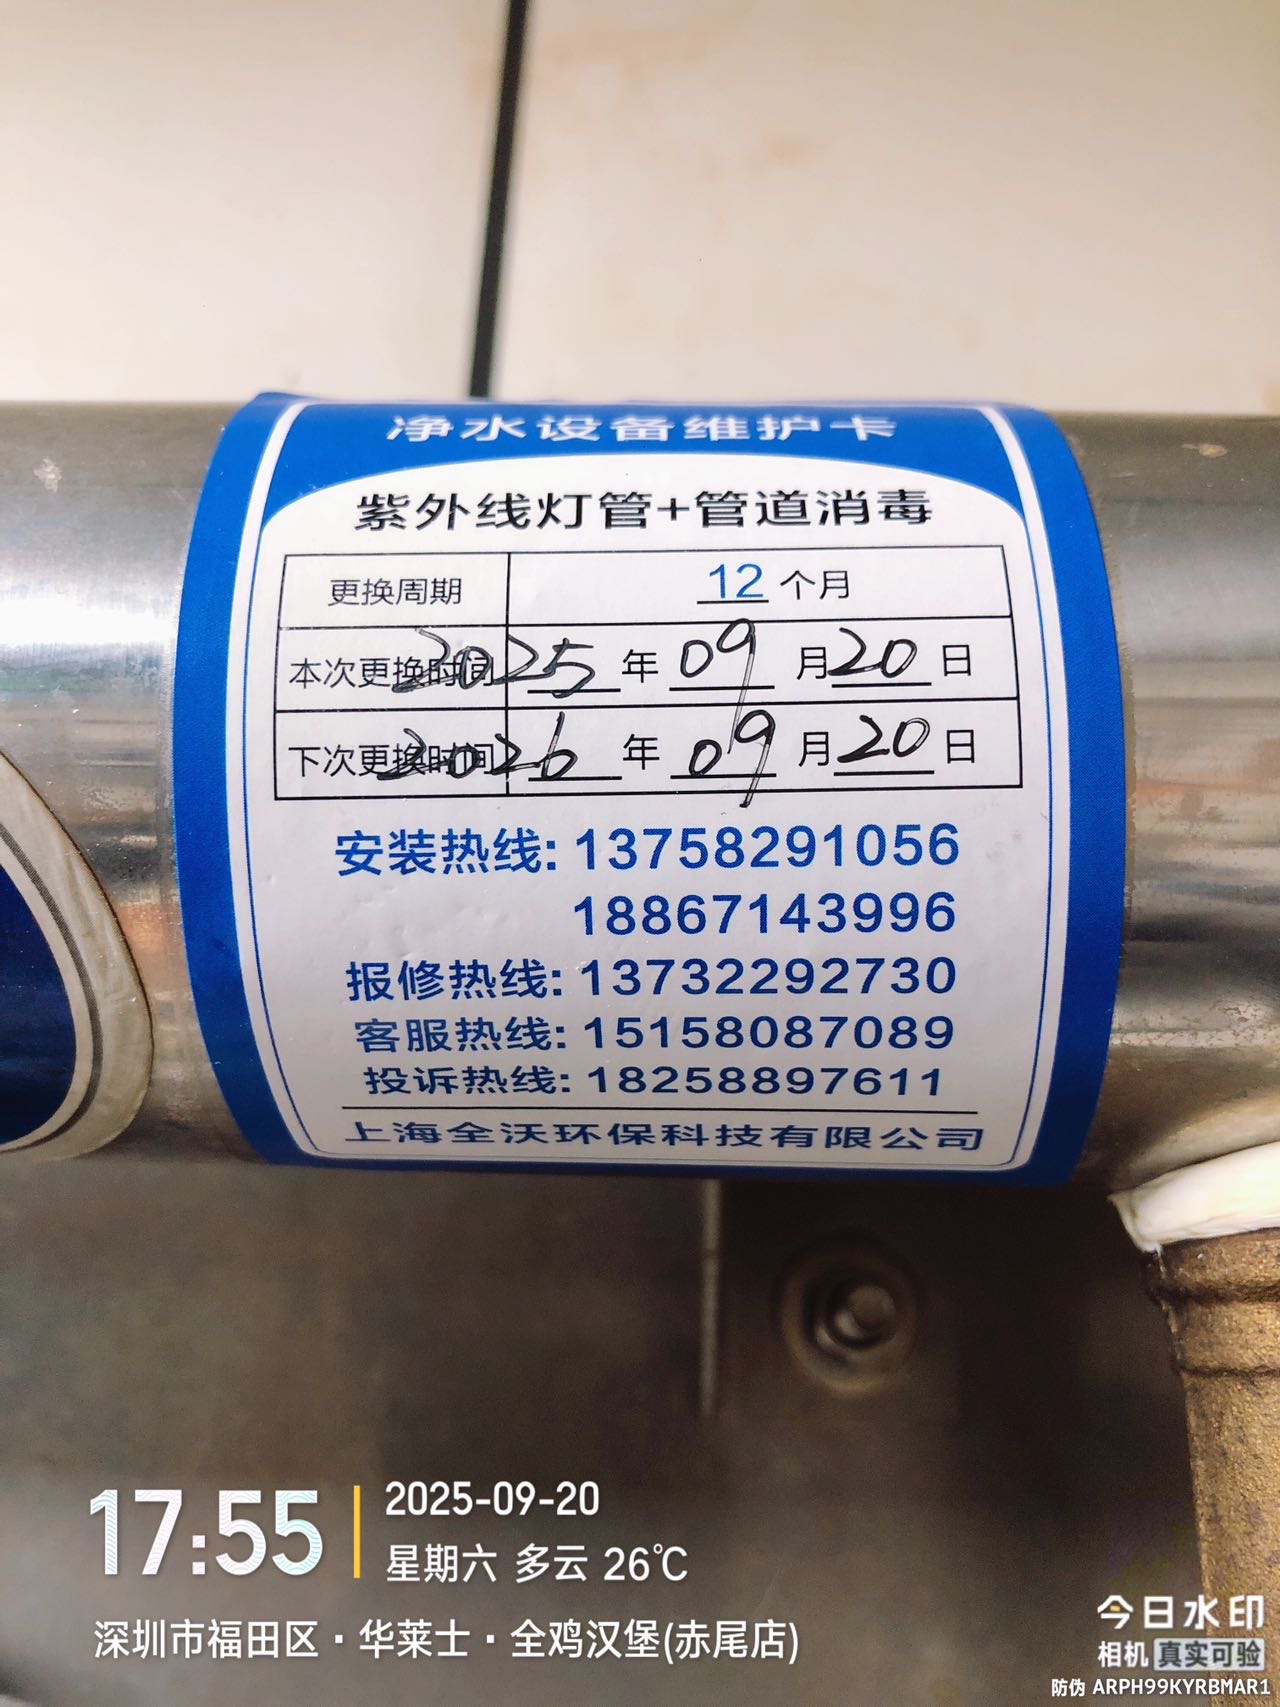 净水设备维护卡
紫外线灯管+管道消毒
更换周期 12 个月
本次更换时间 2025 年 09 月 20 日
下次更换时间 2026 年 09 月 20 日
安装热线: 13758291056
18867143996
报修热线: 13732292730
客服热线: 15158087089
投诉热线: 18258897611
上海全沃环保科技有限公司
17:55
2025-09-20
星期六 多云 26℃
深圳市福田区·华莱士·全鸡汉堡(赤尾店)
今日水印
相机 真实可验
防伪 ARPH99KYRBMAR1